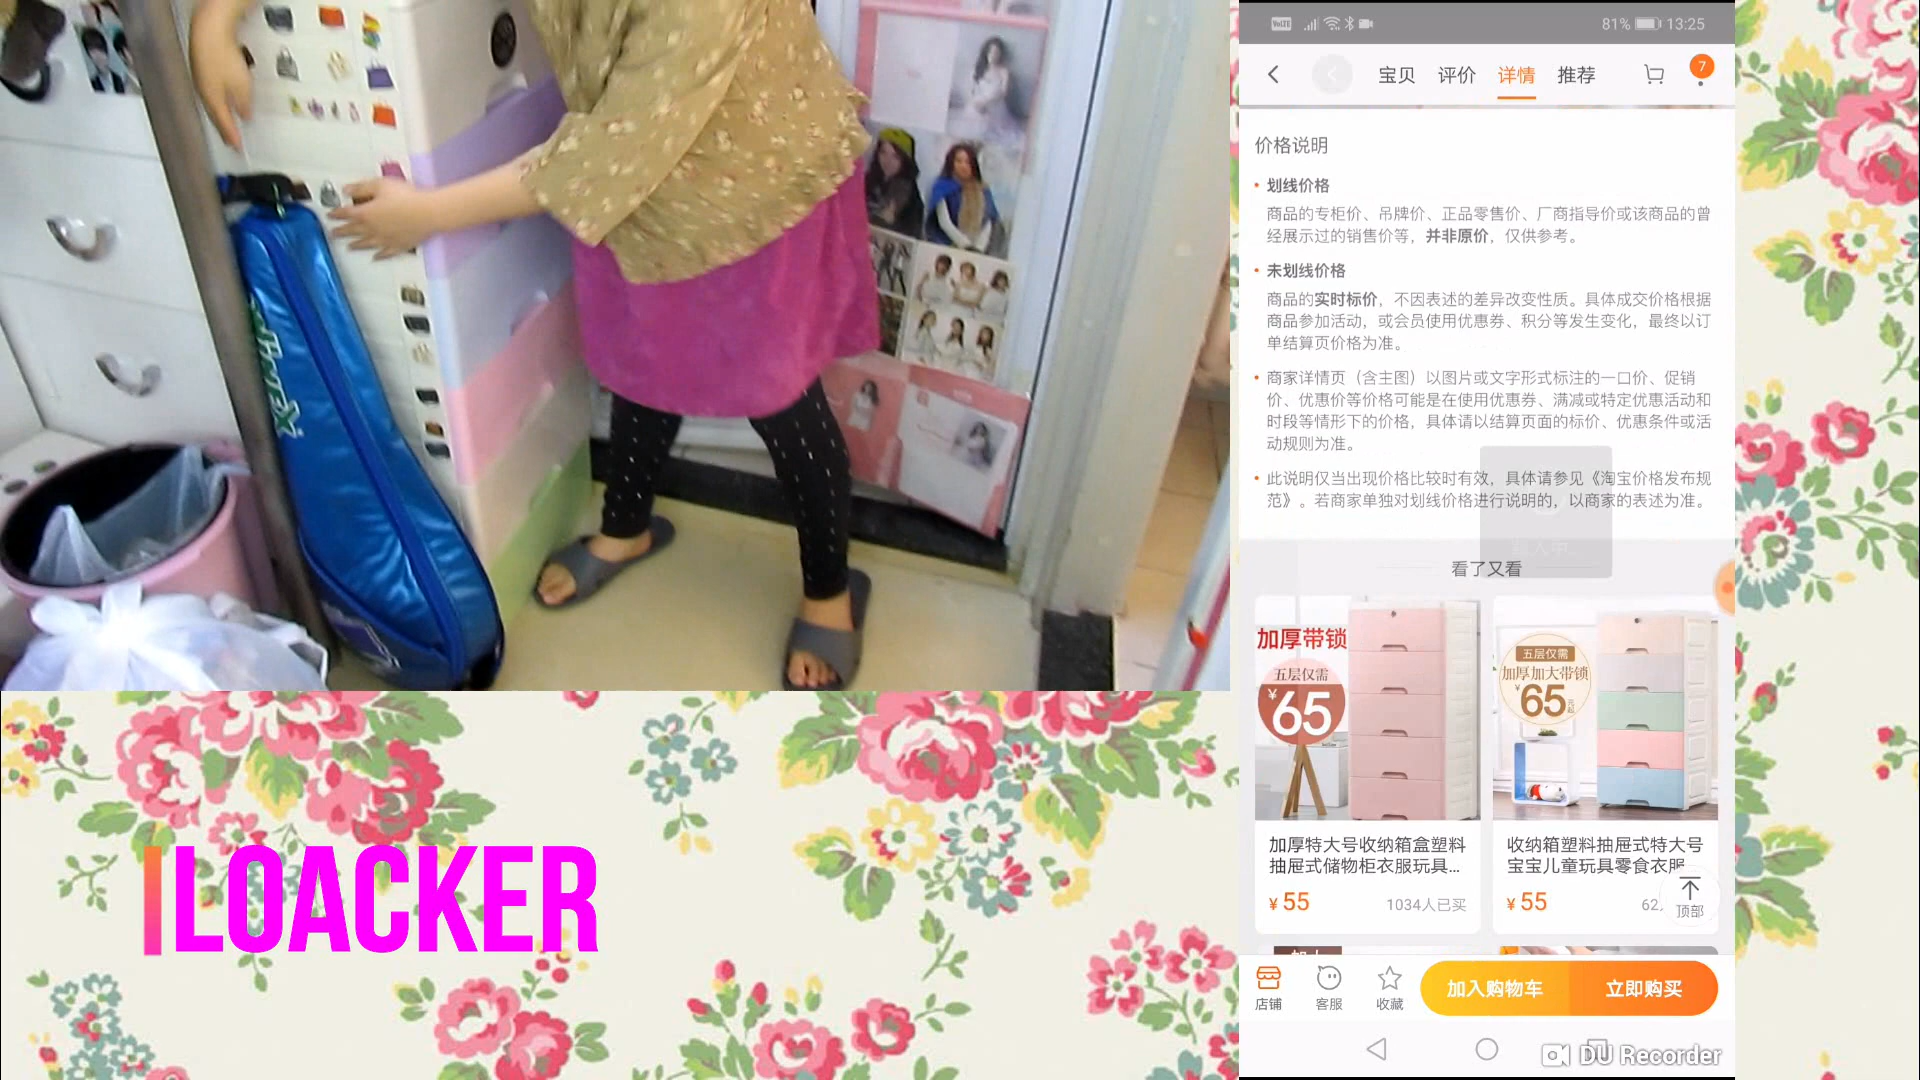 VoLTE
81% 13:25
宝贝 评价 详情 推荐
7
价格说明
划线价格
商品的专柜价、吊牌价、正品零售价、厂商指导价或该商品的曾
经展示过的销售价等，并非原价，仅供参考。
未划线价格
商品的实时标价，不因表述的差异改变性质。具体成交价格根据
商品参加活动，或会员使用优惠券、积分等发生变化，最终以订
单结算页价格为准。
商家详情页（含主图）以图片或文字形式标注的一口价、促销
价、优惠价等价格可能是在使用优惠券、满减或特定优惠活动和
时段等情形下的价格，具体请以结算页面的标价、优惠条件或活
动规则为准。
此说明仅当出现价格比较时有效，具体请参见《淘宝价格发布规
范》。若商家单独对划线价格进行说明的，以商家的表述为准。
看了又看
加厚带锁
五层仅需
¥65
五层仅需
加厚加大带锁
¥65元起
加厚特大号收纳箱盒塑料
抽屉式储物柜衣服玩具...
¥ 55 1034人已买
收纳箱塑料抽屉式特大号
宝宝儿童玩具零食衣服
¥ 55 62
顶部
店铺 客服 收藏 加入购物车 立即购买
DU Recorder
LOACKER